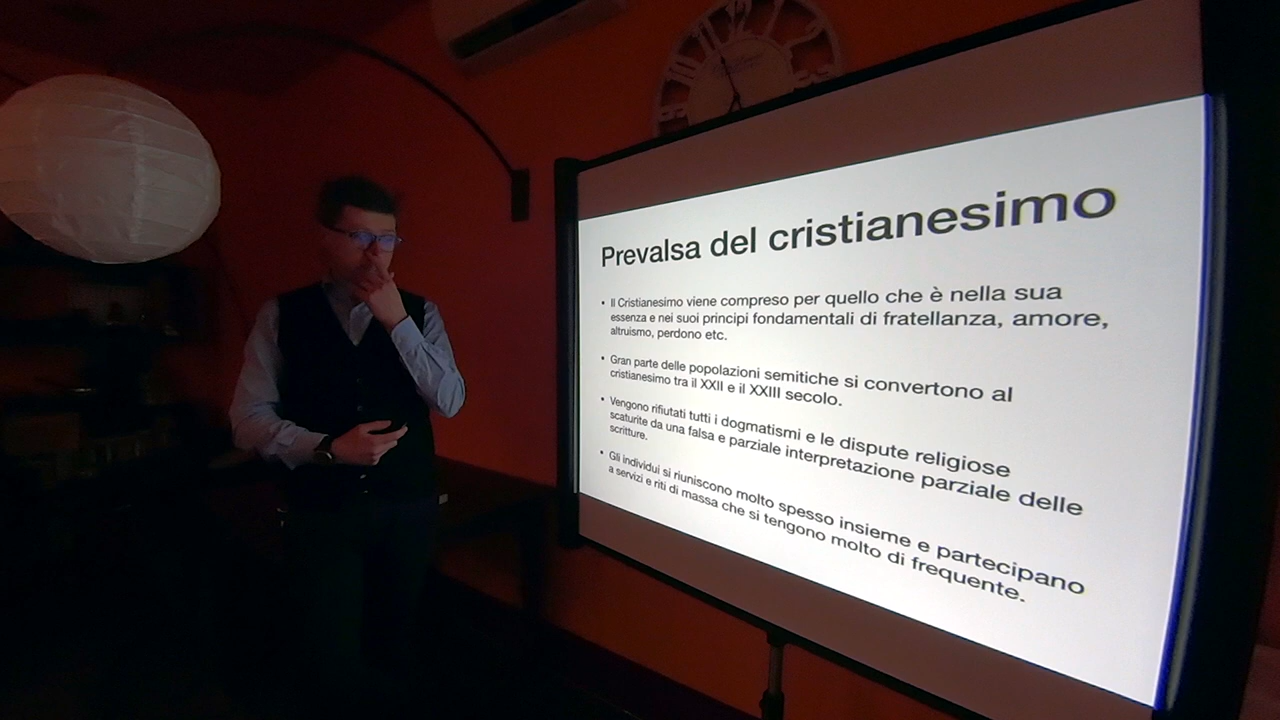 Prevalsa del cristianesimo
• Il Cristianesimo viene compreso per quello che è nella sua
essenza e nei suoi principi fondamentali di fratellanza, amore,
altruismo, perdono etc.
• Gran parte delle popolazioni semitiche si convertono al
cristianesimo tra il XXII e il XXIII secolo.
• Vengono rifiutati tutti i dogmatismi e le dispute religiose
scaturite da una falsa e parziale interpretazione parziale delle
scritture.
• Gli individui si riuniscono molto spesso insieme e partecipano
a servizi e riti di massa che si tengono molto di frequente.